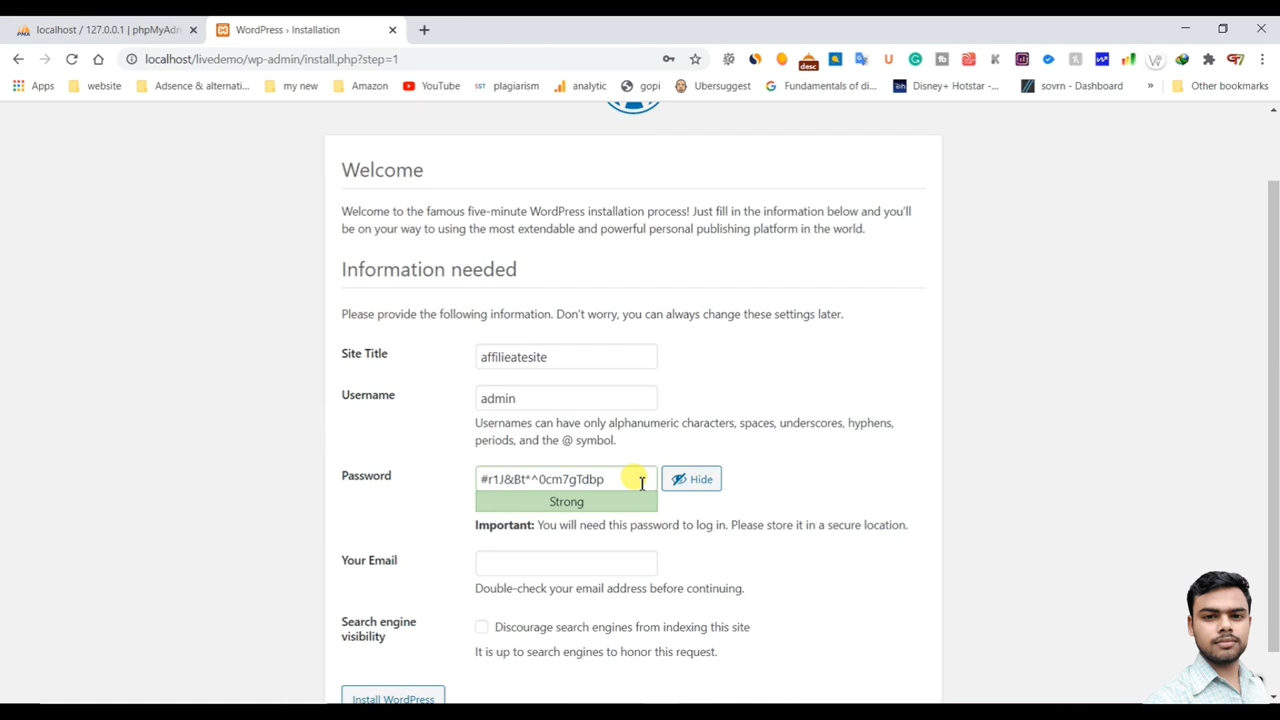 localhost / 127.0.0.1 | phpMyAdn
WordPress › Installation
localhost/livedemo/wp-admin/install.php?step=1
desc
Apps
website
Adsence & alternati...
my new
Amazon
YouTube
SST plagiarism
analytic
gopi
Ubersuggest
Fundamentals of di...
Disney+ Hotstar -...
sovrn - Dashboard
»
Other bookmarks
Welcome
Welcome to the famous five-minute WordPress installation process! Just fill in the information below and you'll
be on your way to using the most extendable and powerful personal publishing platform in the world.
Information needed
Please provide the following information. Don't worry, you can always change these settings later.
Site Title
affilieatesite
Username
admin
Usernames can have only alphanumeric characters, spaces, underscores, hyphens,
periods, and the @ symbol.
Password
#r1J&Bt*^0cm7gTdbp
Hide
Strong
Important: You will need this password to log in. Please store it in a secure location.
Your Email
Double-check your email address before continuing.
Search engine
visibility
Discourage search engines from indexing this site
It is up to search engines to honor this request.
Install WordPress